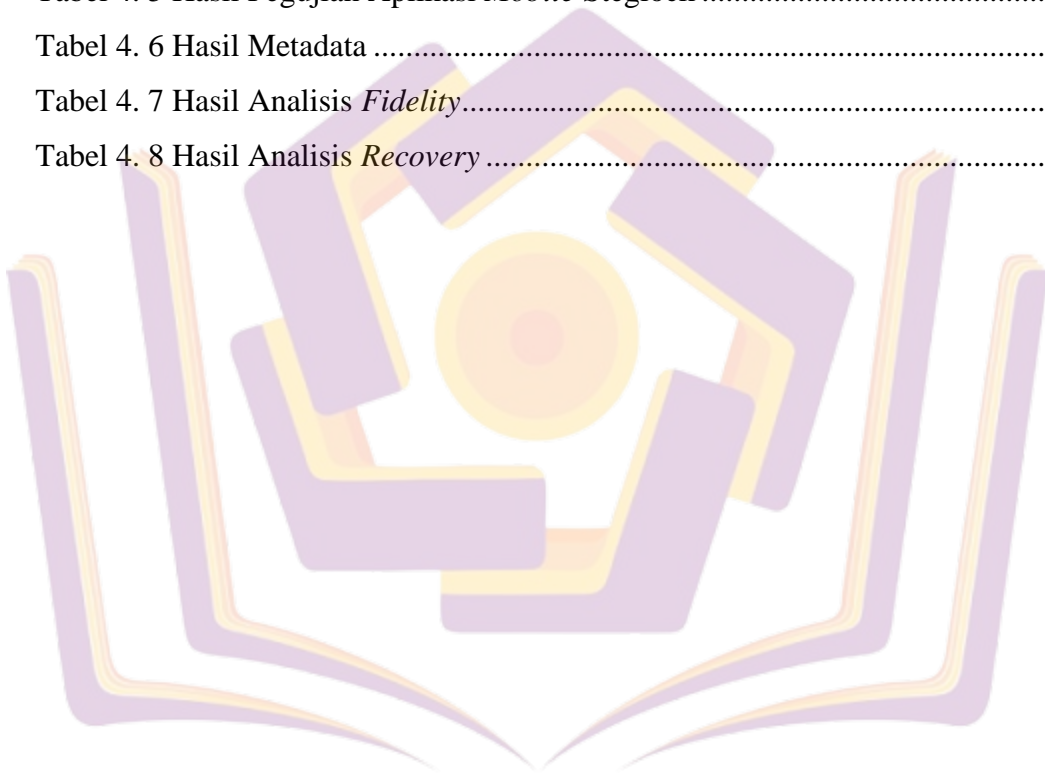 Tabel 4. 6 Hasil Metadata ..........................................................................................
Tabel 4. 7 Hasil Analisis Fidelity..............................................................................
Tabel 4. 8 Hasil Analisis Recovery ...........................................................................